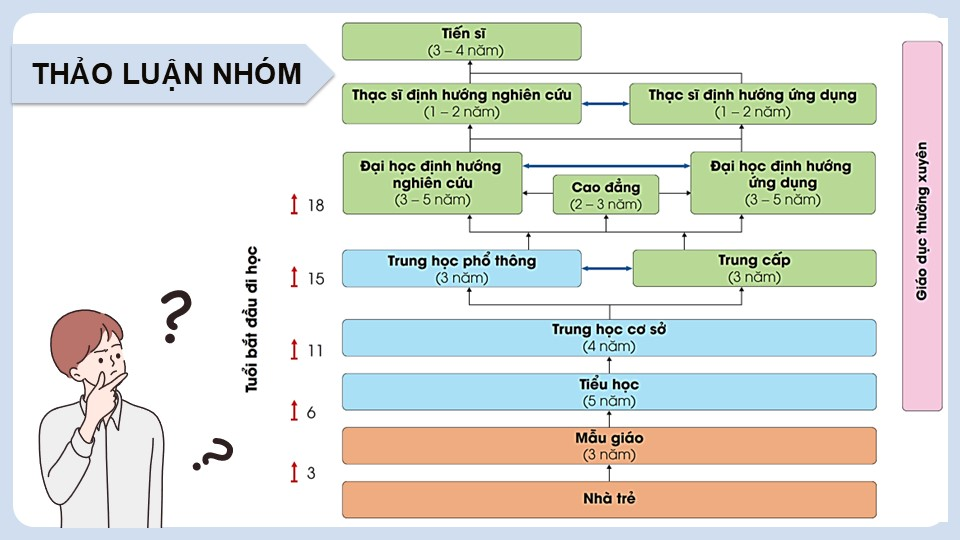 THẢO LUẬN NHÓM
Tiến sĩ
(3 – 4 năm)
Thạc sĩ định hướng nghiên cứu
(1 – 2 năm)
Thạc sĩ định hướng ứng dụng
(1 – 2 năm)
Đại học định hướng
nghiên cứu
(3 – 5 năm)
Cao đẳng
(2 – 3 năm)
Đại học định hướng
ứng dụng
(3 – 5 năm)
18
Trung học phổ thông
(3 năm)
Trung cấp
(3 năm)
15
Trung học cơ sở
(4 năm)
11
Tiểu học
(5 năm)
6
Mẫu giáo
(3 năm)
3
Nhà trẻ
Tuổi bắt đầu đi học
Giáo dục thường xuyên
?
?